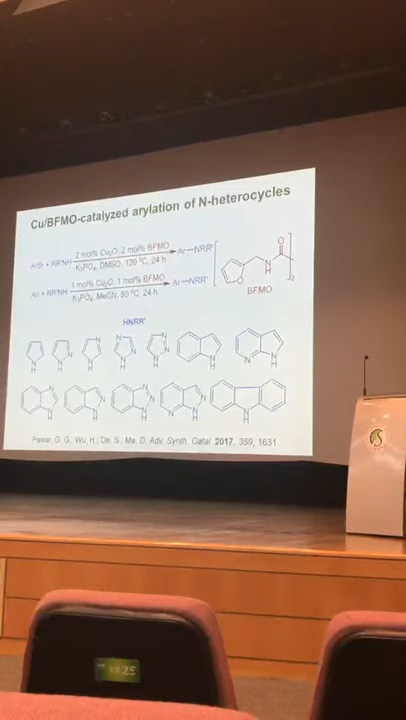 Cu/BFMO-catalyzed arylation of N-heterocycles
ArBr + RR'NH 2 mol% Cu₂O, 2 mol% BFMO Ar—NRR'
K₃PO₄, DMSO, 120 ºC, 24 h
ArI + RR'NH 1 mol% Cu₂O, 1 mol% BFMO Ar—NRR'
K₃PO₄, MeCN, 80 ºC, 24 h
BFMO
HNRR'
Pawar, G. G.; Wu, H.; De, S.; Ma, D. Adv. Synth. Catal. 2017, 359, 1631